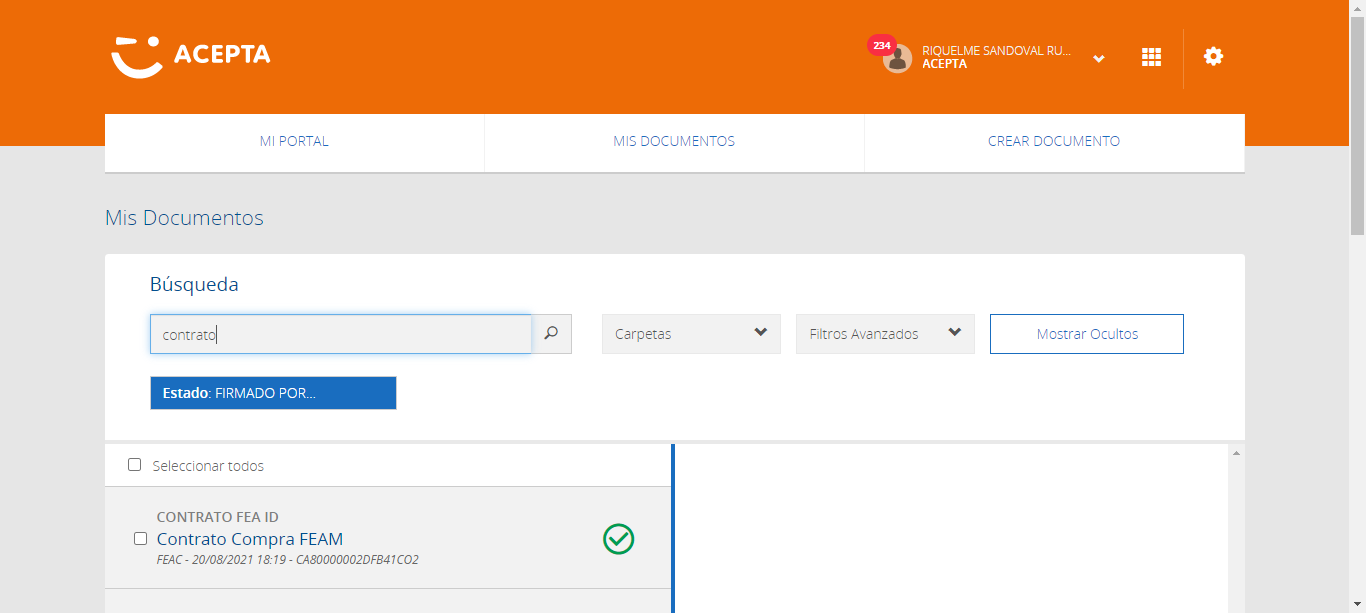 ACEPTA
234
RIQUELME SANDOVAL RU...
ACEPTA
MI PORTAL
MIS DOCUMENTOS
CREAR DOCUMENTO
Mis Documentos
Búsqueda
contrato
Carpetas
Filtros Avanzados
Mostrar Ocultos
Estado: FIRMADO POR...
Seleccionar todos
CONTRATO FEA ID
Contrato Compra FEAM
FEAC - 20/08/2021 18:19 - CA80000002DFB41CO2